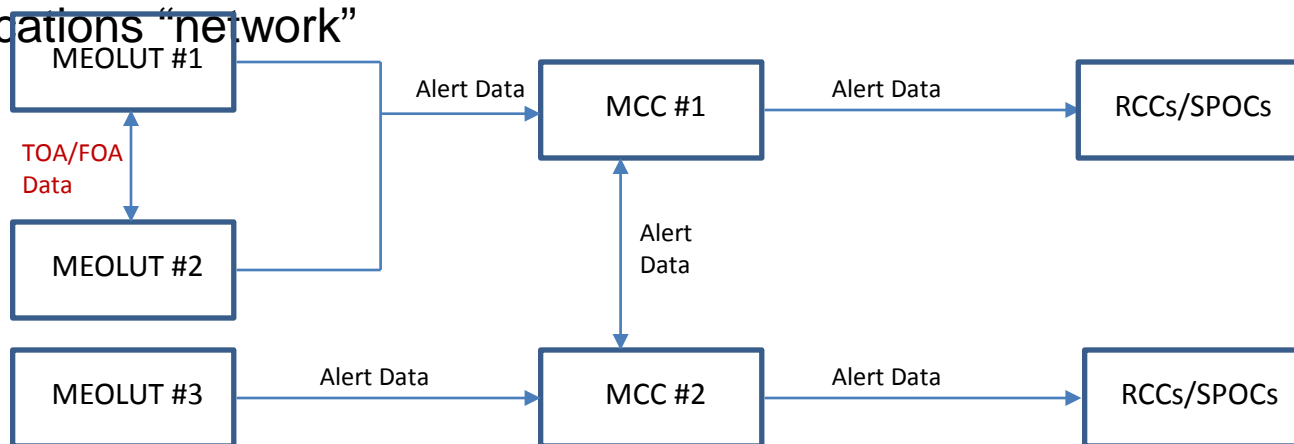 cations “network”
MEOLUT #1
Alert Data
MCC #1
Alert Data
RCCs/SPOCs
TOA/FOA
Data
MEOLUT #2
Alert
Data
MEOLUT #3
Alert Data
MCC #2
Alert Data
RCCs/SPOCs